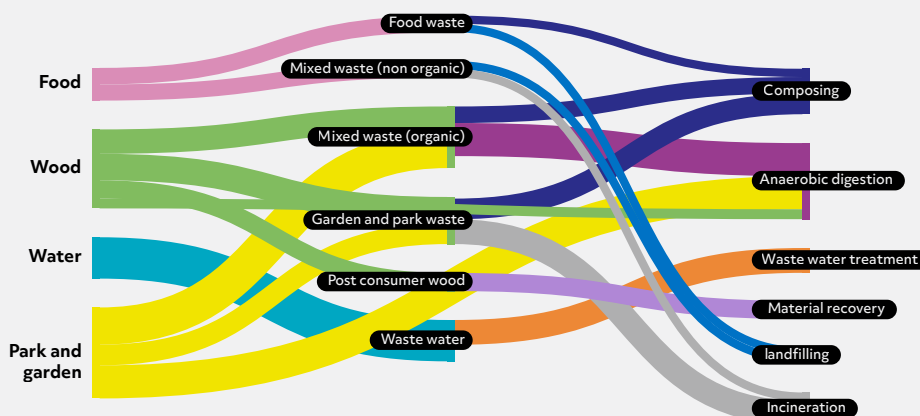 Food
Wood
Water
Park and
garden
Food waste
Mixed waste (non organic)
Mixed waste (organic)
Garden and park waste
Post consumer wood
Waste water
Composing
Anaerobic digestion
Waste water treatment
Material recovery
landfilling
Incineration